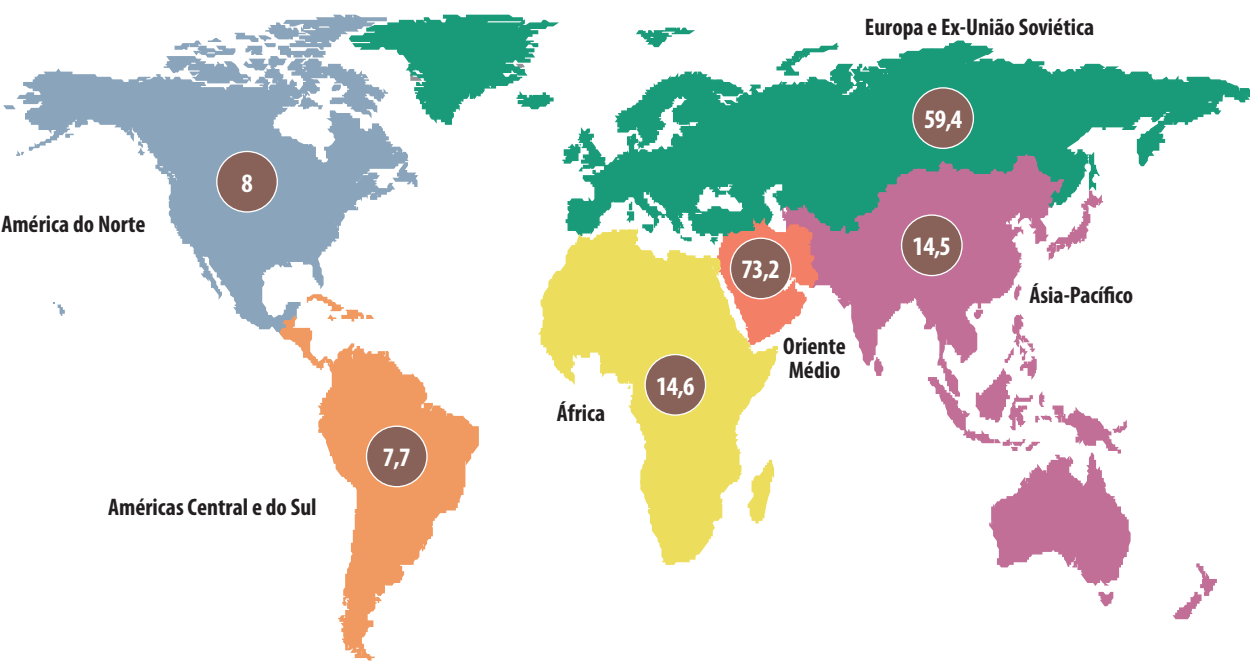 Europa e Ex-União Soviética
59,4
8
América do Norte
14,5
73,2
Ásia-Pacífico
Oriente
Médio
14,6
África
7,7
Américas Central e do Sul